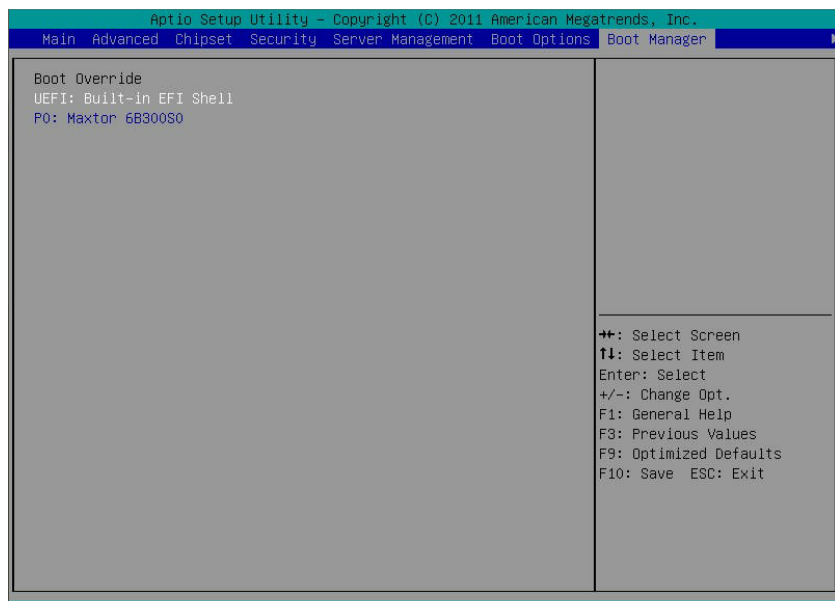 Aptio Setup Utility – Copyright (C) 2011 American Megatrends, Inc.
Main Advanced Chipset Security Server Management Boot Options Boot Manager
Boot Override
UEFI: Built-in EFI Shell
P0: Maxtor 6B300S0
→←: Select Screen
↑↓: Select Item
Enter: Select
+/-: Change Opt.
F1: General Help
F3: Previous Values
F9: Optimized Defaults
F10: Save ESC: Exit